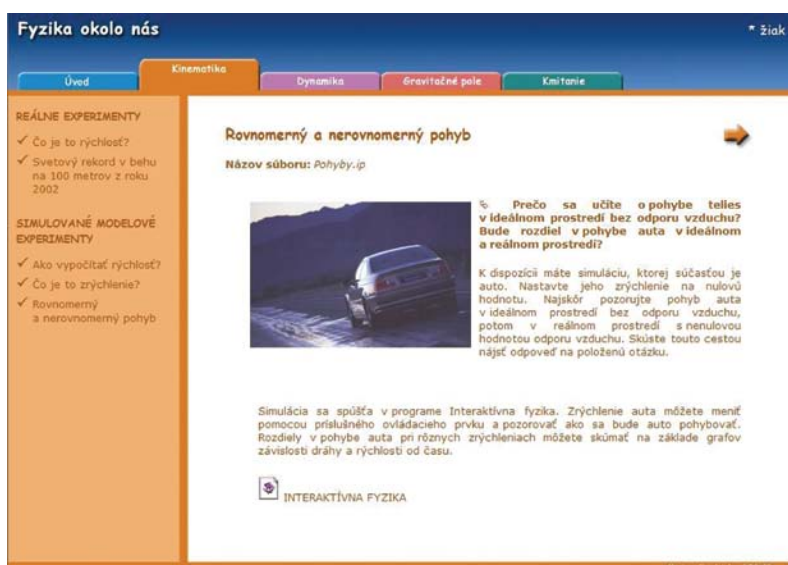 Fyzika okolo nás
* žiak
Úvod
Kinematika
Dynamika
Gravitačné pole
Kmitanie
REÁLNE EXPERIMENTY
✓ Čo je to rýchlosť?
✓ Svetový rekord v behu
na 100 metrov z roku
2002
SIMULOVANÉ MODELOVÉ
EXPERIMENTY
✓ Ako vypočítať rýchlosť?
✓ Čo je to zrýchlenie?
✓ Rovnomerný
a nerovnomerný pohyb
Rovnomerný a nerovnomerný pohyb
Názov súboru: Pohyby.ip
Prečo sa učíte o pohybe telies
v ideálnom prostredí bez odporu vzduchu?
Bude rozdiel v pohybe auta v ideálnom
a reálnom prostredí?
K dispozícii máte simuláciu, ktorej súčasťou je
auto. Nastavte jeho zrýchlenie na nulovú
hodnotu. Najskôr pozorujte pohyb auta
v ideálnom prostredí bez odporu vzduchu,
potom v reálnom prostredí s nenulovou
hodnotou odporu vzduchu. Skúste touto cestou
nájsť odpoveď na položenú otázku.
Simulácia sa spúšťa v programe Interaktívna fyzika. Zrýchlenie auta môžete meniť
pomocou príslušného ovládacieho prvku a pozorovať ako sa bude auto pohybovať.
Rozdiely v pohybe auta pri rôznych zrýchleniach môžete skúmať na základe grafov
závislosti dráhy a rýchlosti od času.
INTERAKTÍVNA FYZIKA